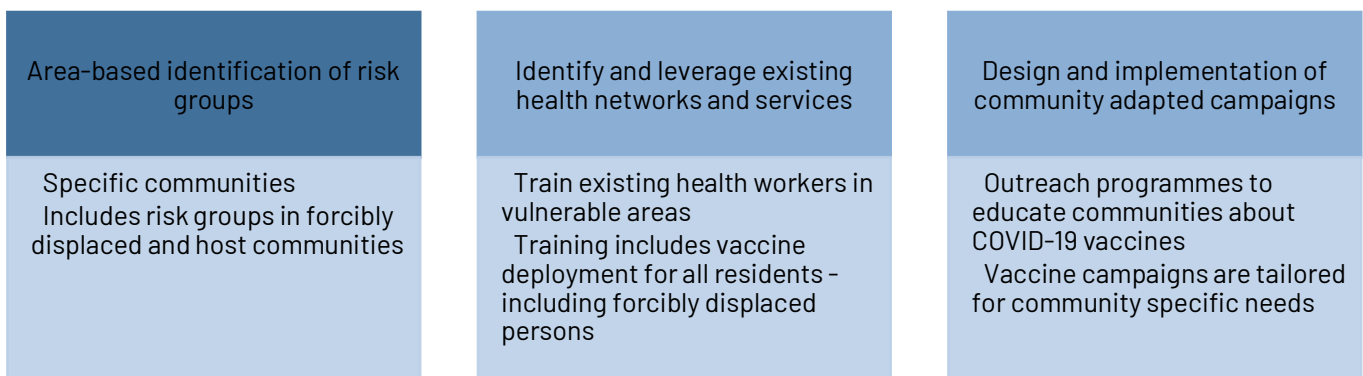 Area-based identification of risk
groups
Specific communities
Includes risk groups in forcibly
displaced and host communities
Identify and leverage existing
health networks and services
Train existing health workers in
vulnerable areas
Training includes vaccine
deployment for all residents -
including forcibly displaced
persons
Design and implementation of
community adapted campaigns
Outreach programmes to
educate communities about
COVID-19 vaccines
Vaccine campaigns are tailored
for community specific needs